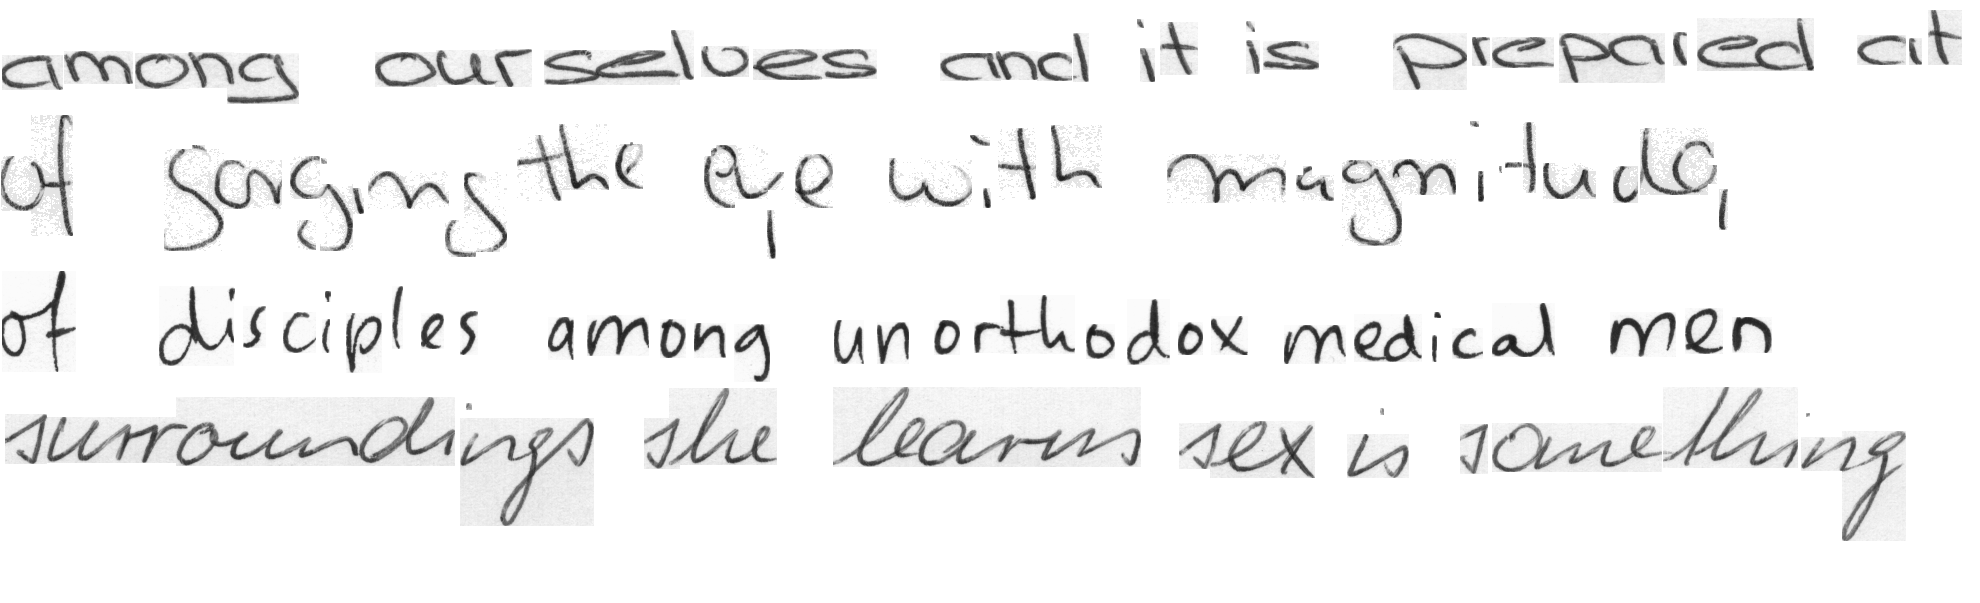 among ourselves and it is prepared at
of gorging the eye with magnitude,
of disciples among unorthodox medical men
surroundings she learns sex is something